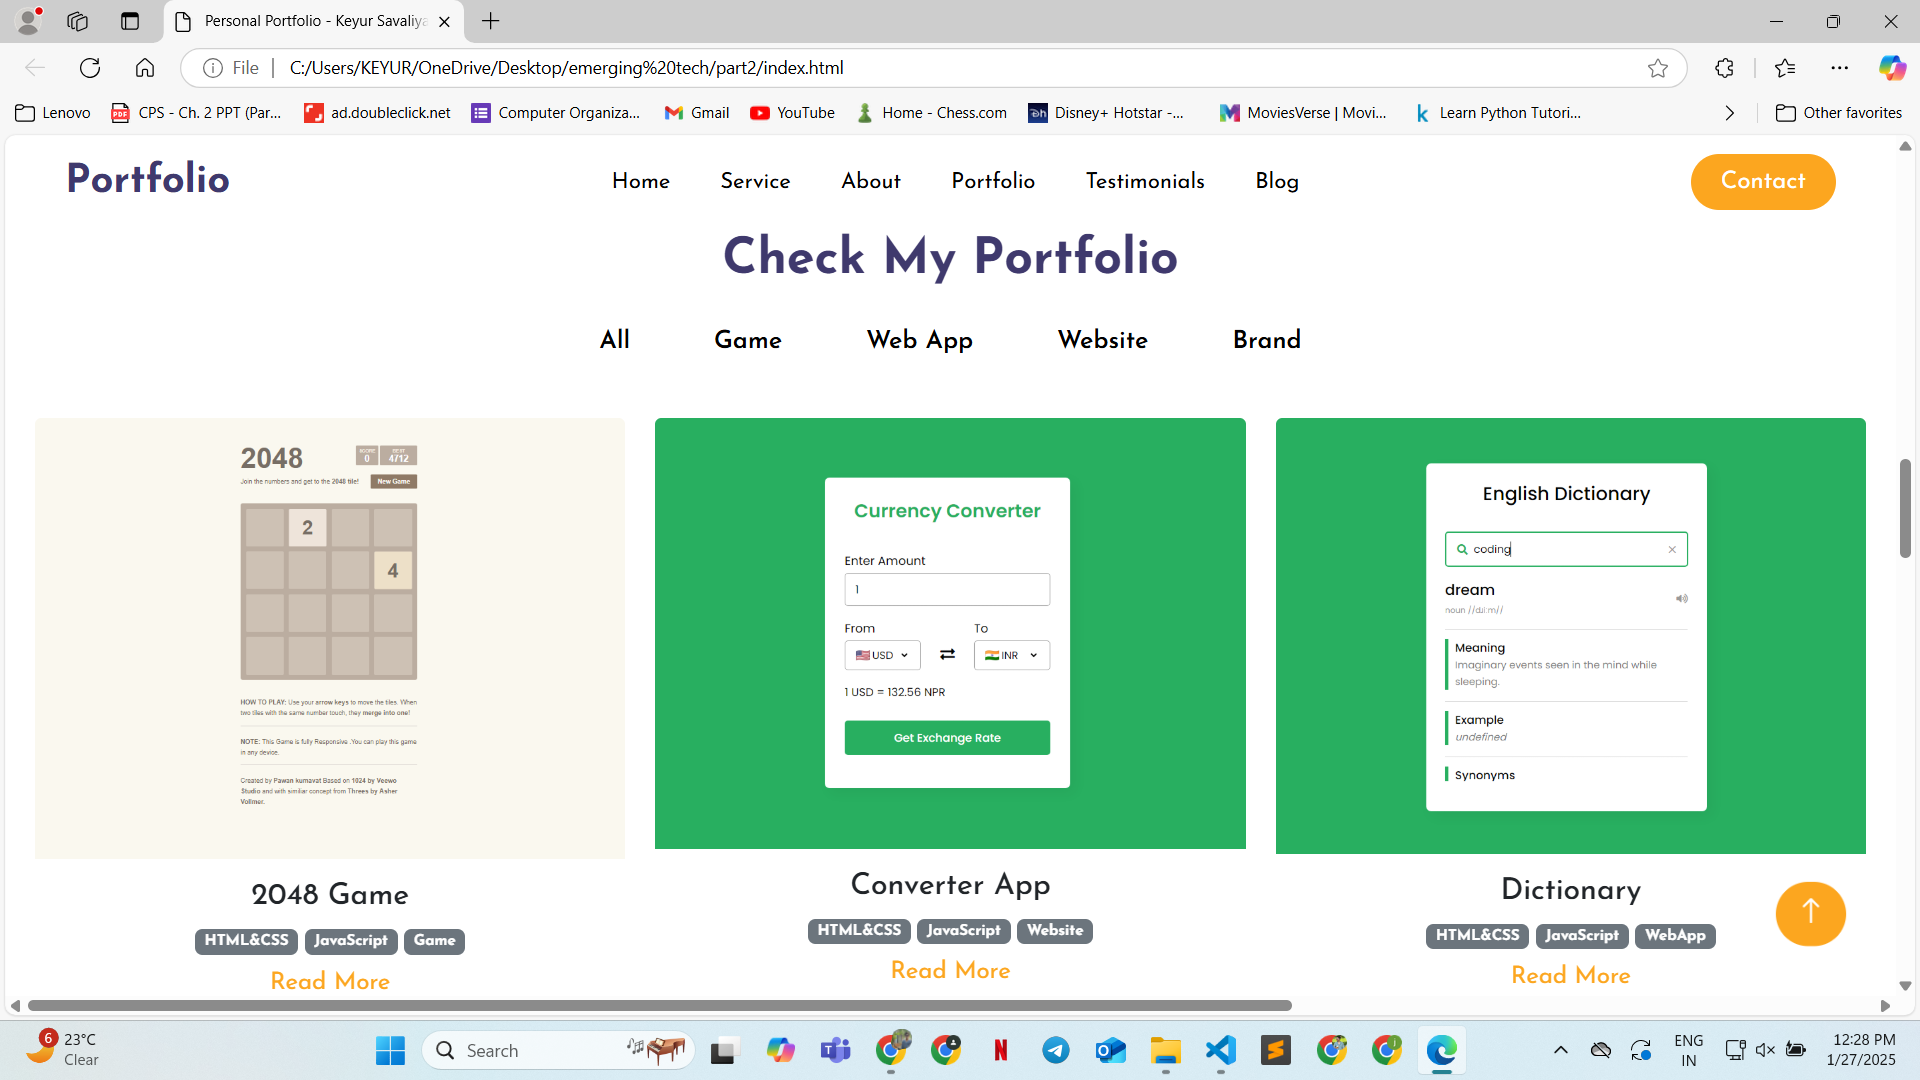 Personal Portfolio - Keyur Savaliya
File
C:/Users/KEYUR/OneDrive/Desktop/emerging%20tech/part2/index.html
Lenovo
CPS - Ch. 2 PPT (Par...
ad.doubleclick.net
Computer Organiza...
Gmail
YouTube
Home - Chess.com
Disney+ Hotstar -...
MoviesVerse | Movi...
Learn Python Tutori...
Other favorites
Portfolio
Home
Service
About
Portfolio
Testimonials
Blog
Contact
Check My Portfolio
All
Game
Web App
Website
Brand
2048
SCORE
0
BEST
4712
Join the numbers and get to the 2048 tile!
New Game
2
4
HOW TO PLAY: Use your arrow keys to move the tiles. When
two tiles with the same number touch, they merge into one!
NOTE: This Game is fully Responsive .You can play this game
in any device.
Created by Pawan kumavat Based on 1024 by Veewo
Studio and with similiar concept from Threes by Asher
Vollmer.
2048 Game
HTML&CSS
JavaScript
Game
Read More
Currency Converter
Enter Amount
1
From
To
USD
INR
1 USD = 132.56 NPR
Get Exchange Rate
Converter App
HTML&CSS
JavaScript
Website
Read More
English Dictionary
coding
dream
noun //driːm//
Meaning
Imaginary events seen in the mind while
sleeping.
Example
undefined
Synonyms
Dictionary
HTML&CSS
JavaScript
WebApp
Read More
6
23°C
Clear
Search
ENG
IN
12:28 PM
1/27/2025